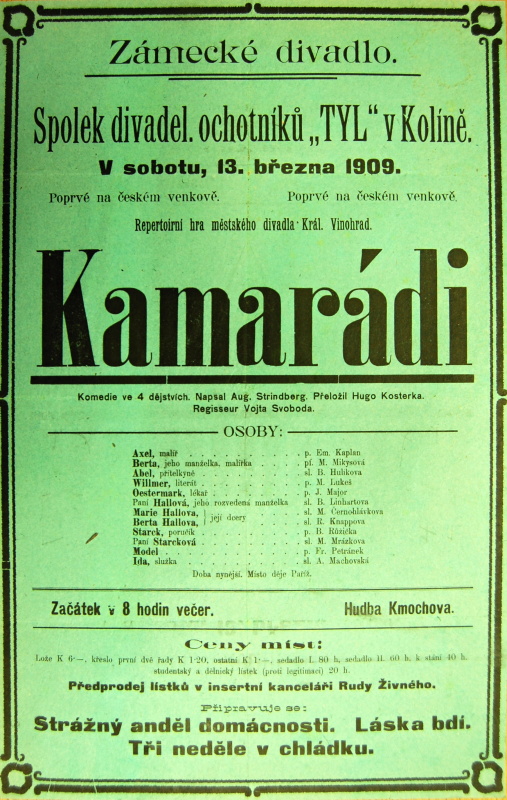 Zámecké divadlo.
Spolek divadel. ochotníků „TYL“ v Kolíně.
V sobotu, 13. března 1909.
Poprvé na českém venkově. Poprvé na českém venkově.
Repertoirní hra městského divadla Král. Vinohrad.
Kamarádi
Komedie ve 4 dějstvích. Napsal Aug. Strindberg. Přeložil Hugo Kosterka.
Regisseur Vojta Svoboda.
OSOBY:
Axel, malíř . . . . . . . . . . p. Em. Kaplan
Berta, jeho manželka, malířka . . . . . pí. M. Mikysová
Abel, přítelkyně . . . . . . . . . sl. B. Hulíkova
Willmer, literát . . . . . . . . . p. M. Lukeš
Oestermark, lékař . . . . . . . . p. J. Major
Paní Hallová, jeho rozvedená manželka sl. B. Linhartova
Marie Hallova, } její dcery . . . . . sl. M. Černohlávkova
Berta Hallova, . . . . . sl. R. Knappova
Starck, poručík . . . . . . . . . p. B. Růžička
Paní Starcková . . . . . . . . . sl. M. Mrázkova
Model . . . . . . . . . . . . p. Fr. Petránek
Ida, služka . . . . . . . . . . sl. A. Machovská
Doba nynější. Místo děje Paříž.
Začátek v 8 hodin večer. Hudba Kmochova.
Ceny míst:
Lože K 6·—, křeslo první dvě řady K 1·20, ostatní K 1·—, sedadlo I. 80 h, sedadlo II. 60 h, k stání 40 h,
studentský a dělnický lístek (proti legitimaci) 20 h.
Předprodej lístků v insertní kanceláři Rudy Živného.
Připravuje se:
Strážný anděl domácnosti. Láska bdí.
Tři neděle v chládku.